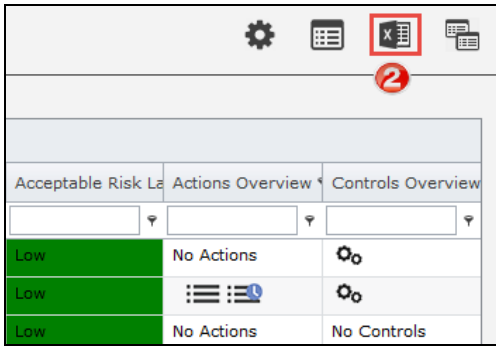 X
2
Acceptable Risk La Actions Overview Controls Overview
Low No Actions
Low
Low No Actions No Controls